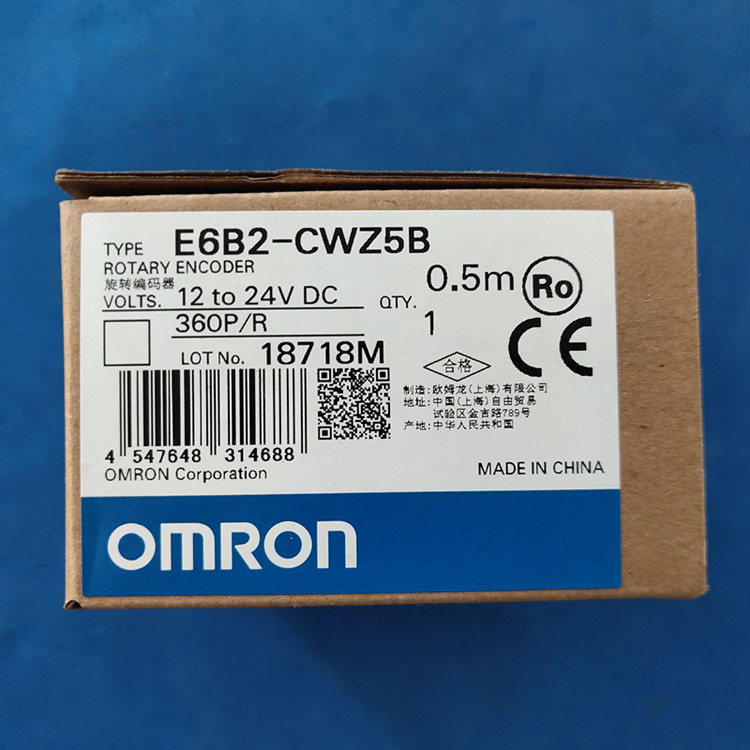 TYPE E6B2-CWZ5B
ROTARY ENCODER
旋转编码器
VOLTS. 12 to 24V DC
360P/R
0.5m
QTY.
1
Ro
CE
LOT No. 18718M
合格
制造: 欧姆龙(上海)有限公司
地址: 中国(上海)自由贸易
试验区金吉路789号
产地: 中华人民共和国
4 547648 314688
OMRON Corporation
MADE IN CHINA
OMRON